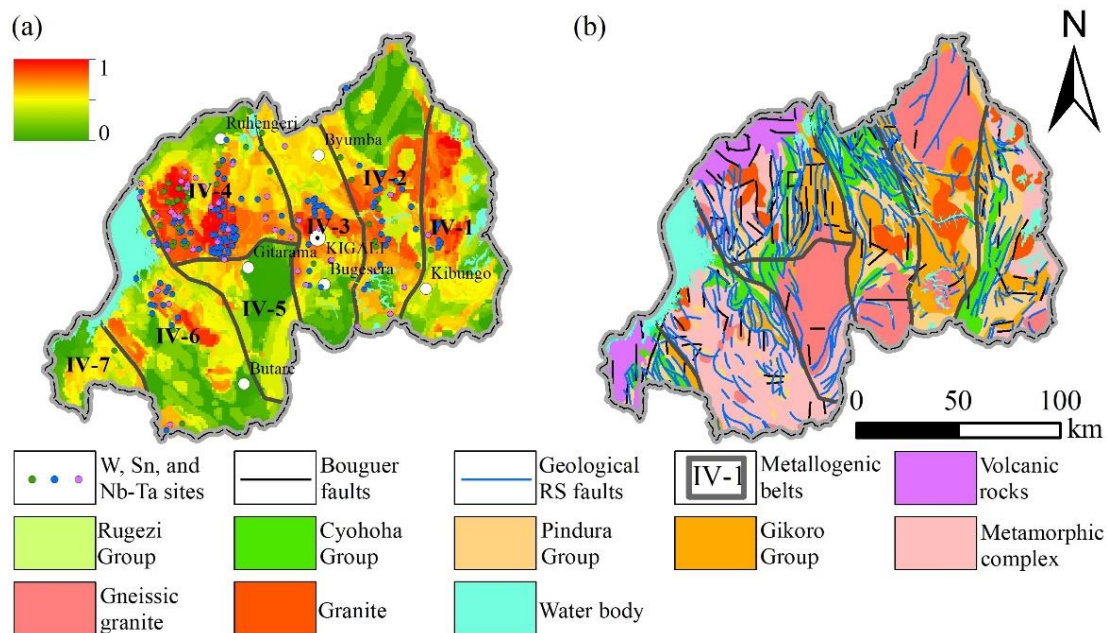 (a)
(b)
N
1
0
Ruhengeri
Byumba
IV-4
IV-2
IV-3
IV-1
KIGALI
Gitarama
Bugesera
Kibungo
IV-5
IV-6
IV-7
Butare
0 50 100
km
W, Sn, and
Nb-Ta sites
Bouguer
faults
Geological
RS faults
IV-1
Metallogenic
belts
Volcanic
rocks
Rugezi
Group
Cyohoha
Group
Pindura
Group
Gikoro
Group
Metamorphic
complex
Gneissic
granite
Granite
Water body